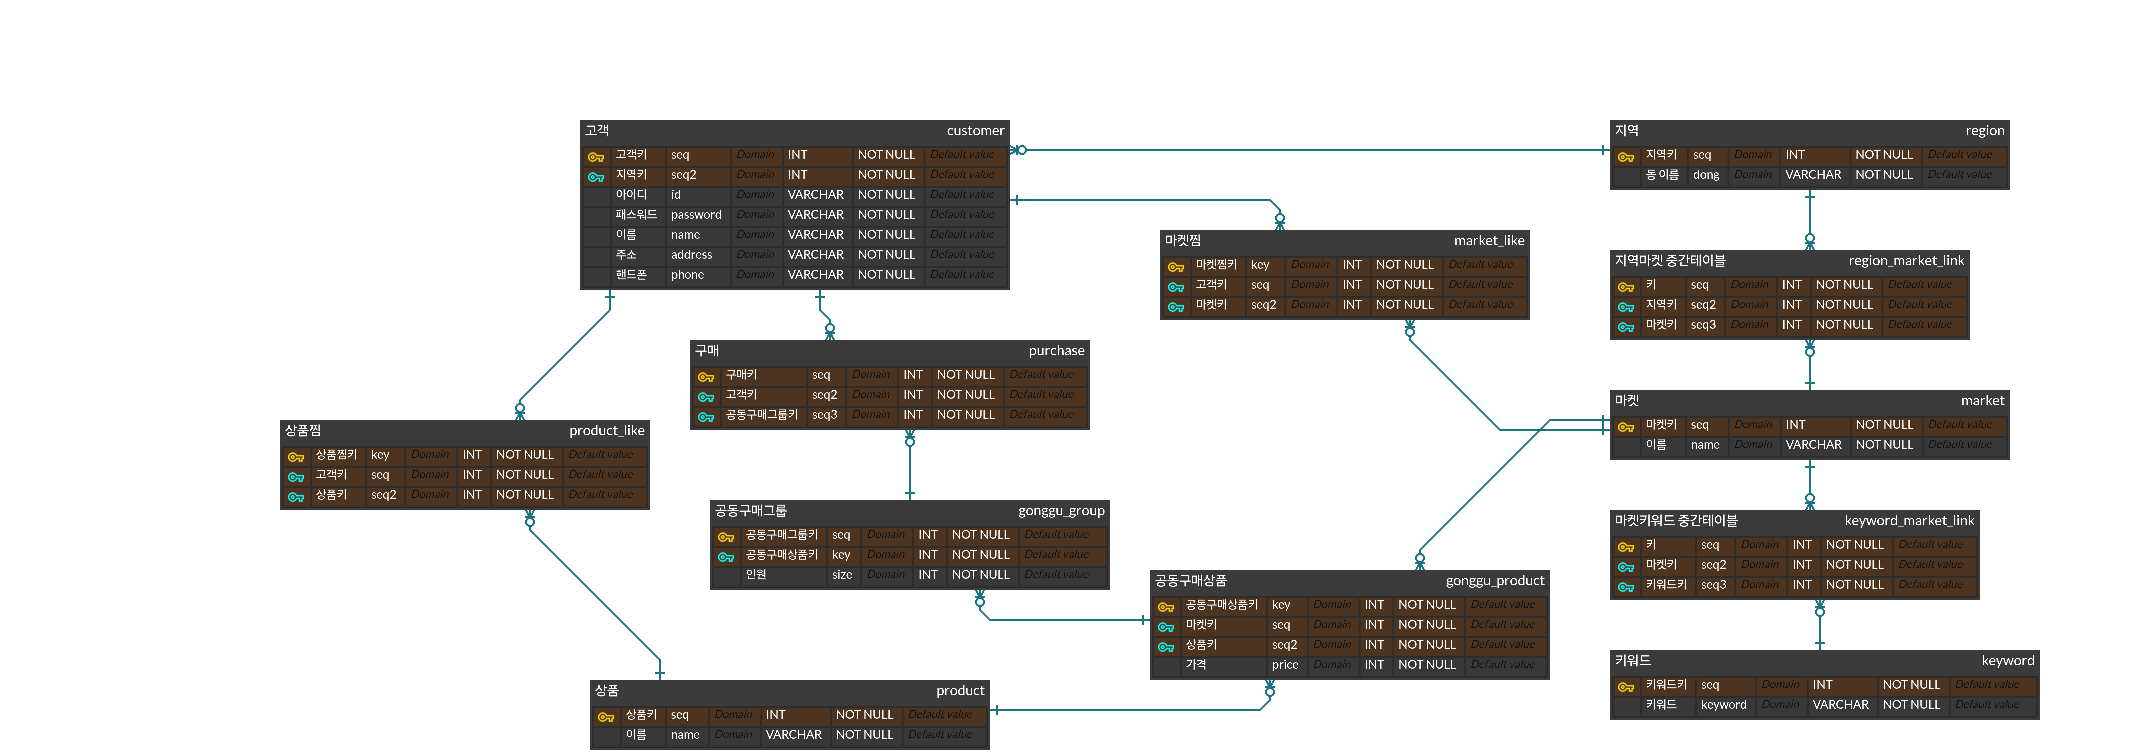 고객 customer
고객키 seq Domain INT NOT NULL Default value
지역키 seq2 Domain INT NOT NULL Default value
아이디 id Domain VARCHAR NOT NULL Default value
패스워드 password Domain VARCHAR NOT NULL Default value
이름 name Domain VARCHAR NOT NULL Default value
주소 address Domain VARCHAR NOT NULL Default value
핸드폰 phone Domain VARCHAR NOT NULL Default value
지역 region
지역키 seq Domain INT NOT NULL Default value
동 이름 dong Domain VARCHAR NOT NULL Default value
마켓찜 market_like
마켓찜키 key Domain INT NOT NULL Default value
고객키 seq Domain INT NOT NULL Default value
마켓키 seq2 Domain INT NOT NULL Default value
지역마켓 중간테이블 region_market_link
키 seq Domain INT NOT NULL Default value
지역키 seq2 Domain INT NOT NULL Default value
마켓키 seq3 Domain INT NOT NULL Default value
구매 purchase
구매키 seq Domain INT NOT NULL Default value
고객키 seq2 Domain INT NOT NULL Default value
공동구매그룹키 seq3 Domain INT NOT NULL Default value
마켓 market
마켓키 seq Domain INT NOT NULL Default value
이름 name Domain VARCHAR NOT NULL Default value
상품찜 product_like
상품찜키 key Domain INT NOT NULL Default value
고객키 seq Domain INT NOT NULL Default value
상품키 seq2 Domain INT NOT NULL Default value
공동구매그룹 gonggu_group
공동구매그룹키 seq Domain INT NOT NULL Default value
공동구매상품키 key Domain INT NOT NULL Default value
인원 size Domain INT NOT NULL Default value
마켓키워드 중간테이블 keyword_market_link
키 seq Domain INT NOT NULL Default value
마켓키 seq2 Domain INT NOT NULL Default value
키워드키 seq3 Domain INT NOT NULL Default value
공동구매상품 gonggu_product
공동구매상품키 key Domain INT NOT NULL Default value
마켓키 seq Domain INT NOT NULL Default value
상품키 seq2 Domain INT NOT NULL Default value
가격 price Domain INT NOT NULL Default value
키워드 keyword
키워드키 seq Domain INT NOT NULL Default value
키워드 keyword Domain VARCHAR NOT NULL Default value
상품 product
상품키 seq Domain INT NOT NULL Default value
이름 name Domain VARCHAR NOT NULL Default value